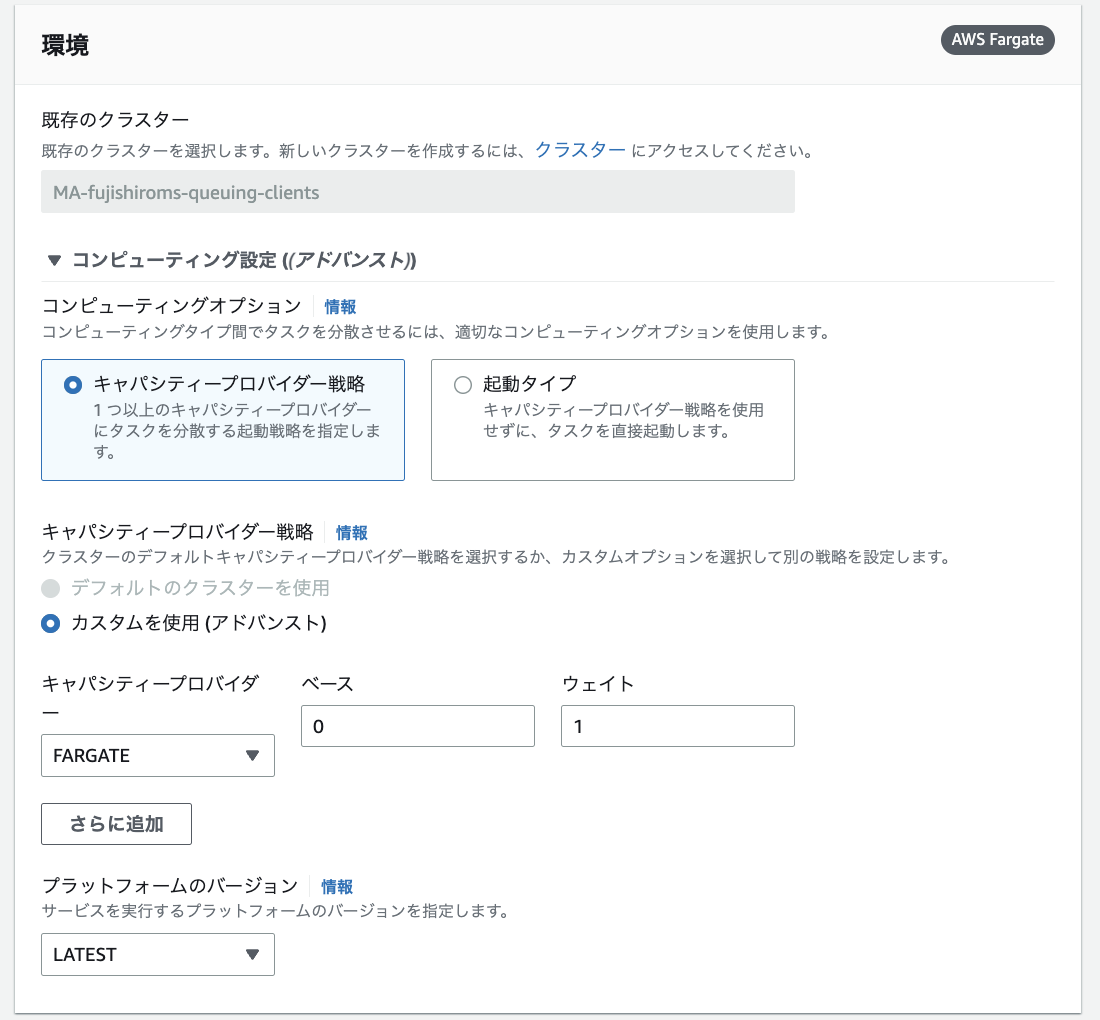 環境
AWS Fargate
既存のクラスター
既存のクラスターを選択します。新しいクラスターを作成するには、クラスター にアクセスしてください。
MA-fujishiroms-queuing-clients
▼ コンピューティング設定 ((アドバンスト))
コンピューティングオプション 情報
コンピューティングタイプ間でタスクを分散させるには、適切なコンピューティングオプションを使用します。
キャパシティープロバイダー戦略
1 つ以上のキャパシティープロバイダー
にタスクを分散する起動戦略を指定しま
す。
起動タイプ
キャパシティープロバイダー戦略を使用
せずに、タスクを直接起動します。
キャパシティープロバイダー戦略 情報
クラスターのデフォルトキャパシティープロバイダー戦略を選択するか、カスタムオプションを選択して別の戦略を設定します。
デフォルトのクラスターを使用
カスタムを使用 (アドバンスト)
キャパシティープロバイダ
ー
FARGATE
ベース
0
ウェイト
1
さらに追加
プラットフォームのバージョン 情報
サービスを実行するプラットフォームのバージョンを指定します。
LATEST